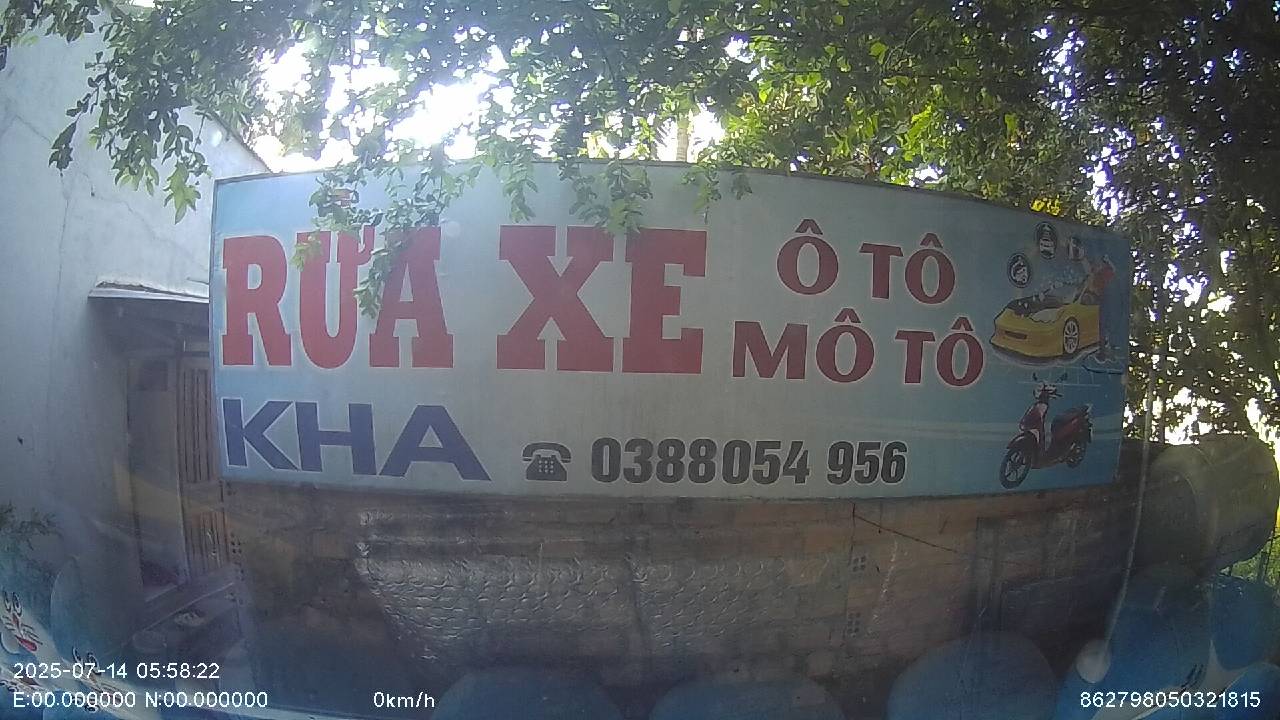 RỬA XE
Ô TÔ
MÔ TÔ
KHA
0388054 956
2025-07-14 05:58:22
E:00.000000 N:00.000000
0km/h
862798050321815